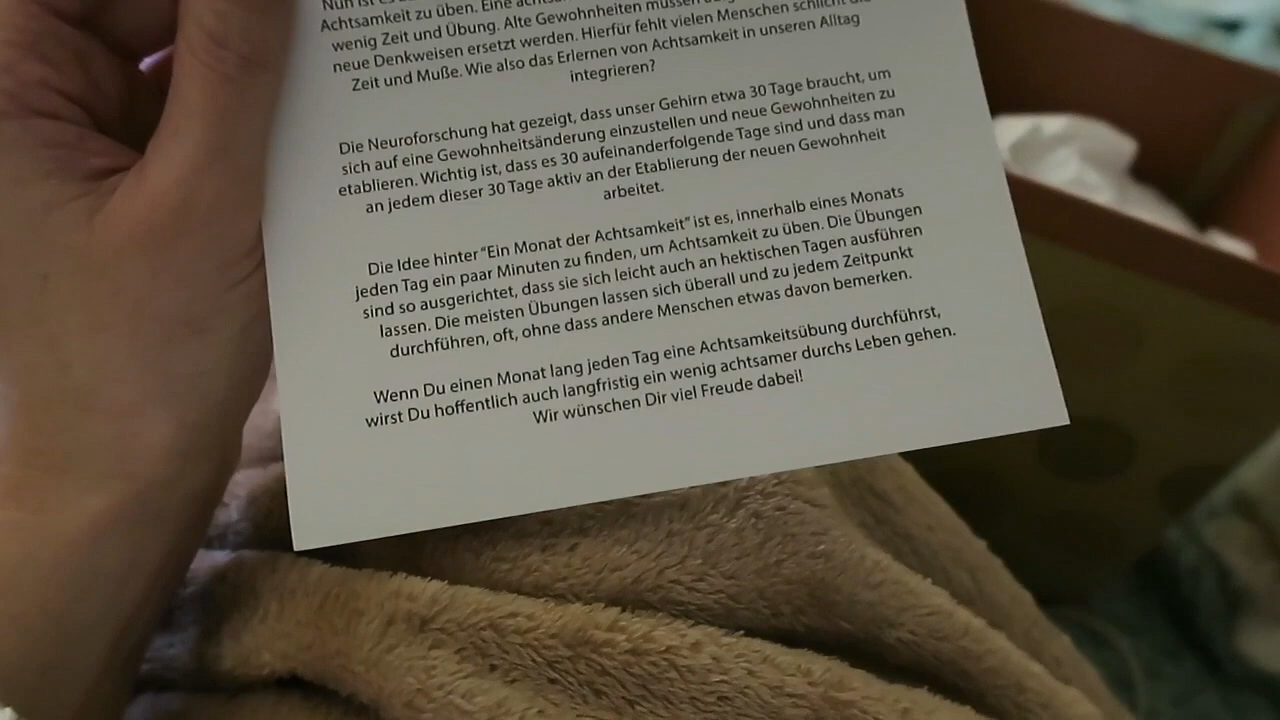 Nun ist es
Achtsamkeit zu üben. Eine
wenig Zeit und Übung. Alte Gewohnheiten müssen
neue Denkweisen ersetzt werden. Hierfür fehlt vielen Menschen schlicht die
Zeit und Muße. Wie also das Erlernen von Achtsamkeit in unseren Alltag
integrieren?
Die Neuroforschung hat gezeigt, dass unser Gehirn etwa 30 Tage braucht, um
sich auf eine Gewohnheitsänderung einzustellen und neue Gewohnheiten zu
etablieren. Wichtig ist, dass es 30 aufeinanderfolgende Tage sind und dass man
an jedem dieser 30 Tage aktiv an der Etablierung der neuen Gewohnheit
arbeitet.
Die Idee hinter "Ein Monat der Achtsamkeit" ist es, innerhalb eines Monats
jeden Tag ein paar Minuten zu finden, um Achtsamkeit zu üben. Die Übungen
sind so ausgerichtet, dass sie sich leicht auch an hektischen Tagen ausführen
lassen. Die meisten Übungen lassen sich überall und zu jedem Zeitpunkt
durchführen, oft, ohne dass andere Menschen etwas davon bemerken.
Wenn Du einen Monat lang jeden Tag eine Achtsamkeitsübung durchführst,
wirst Du hoffentlich auch langfristig ein wenig achtsamer durchs Leben gehen.
Wir wünschen Dir viel Freude dabei!